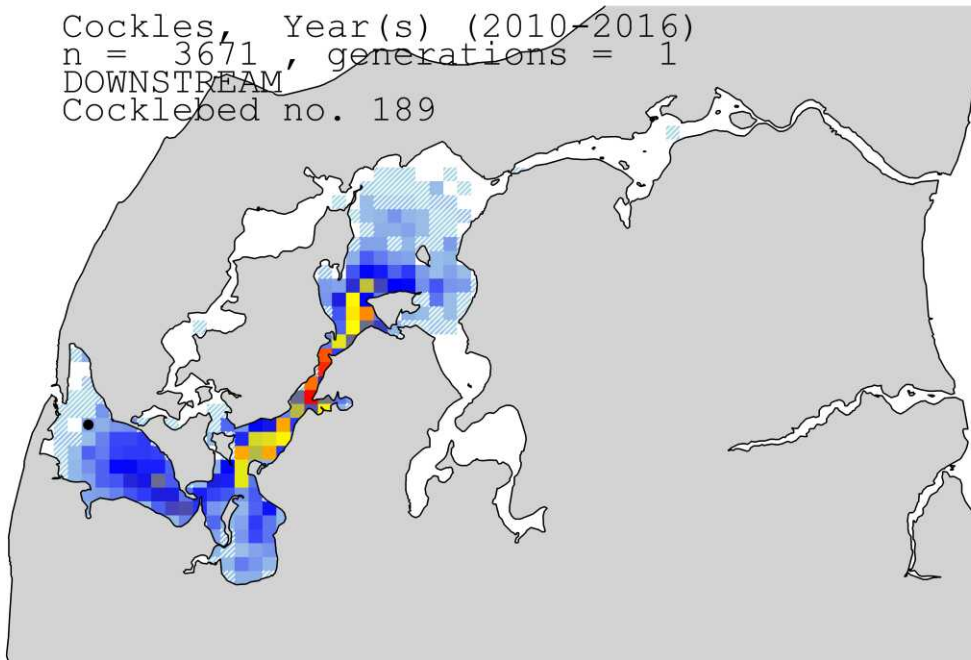 Cockles, Year(s) (2010-2016)
n = 3671 , generations = 1
DOWNSTREAM
Cocklebed no. 189